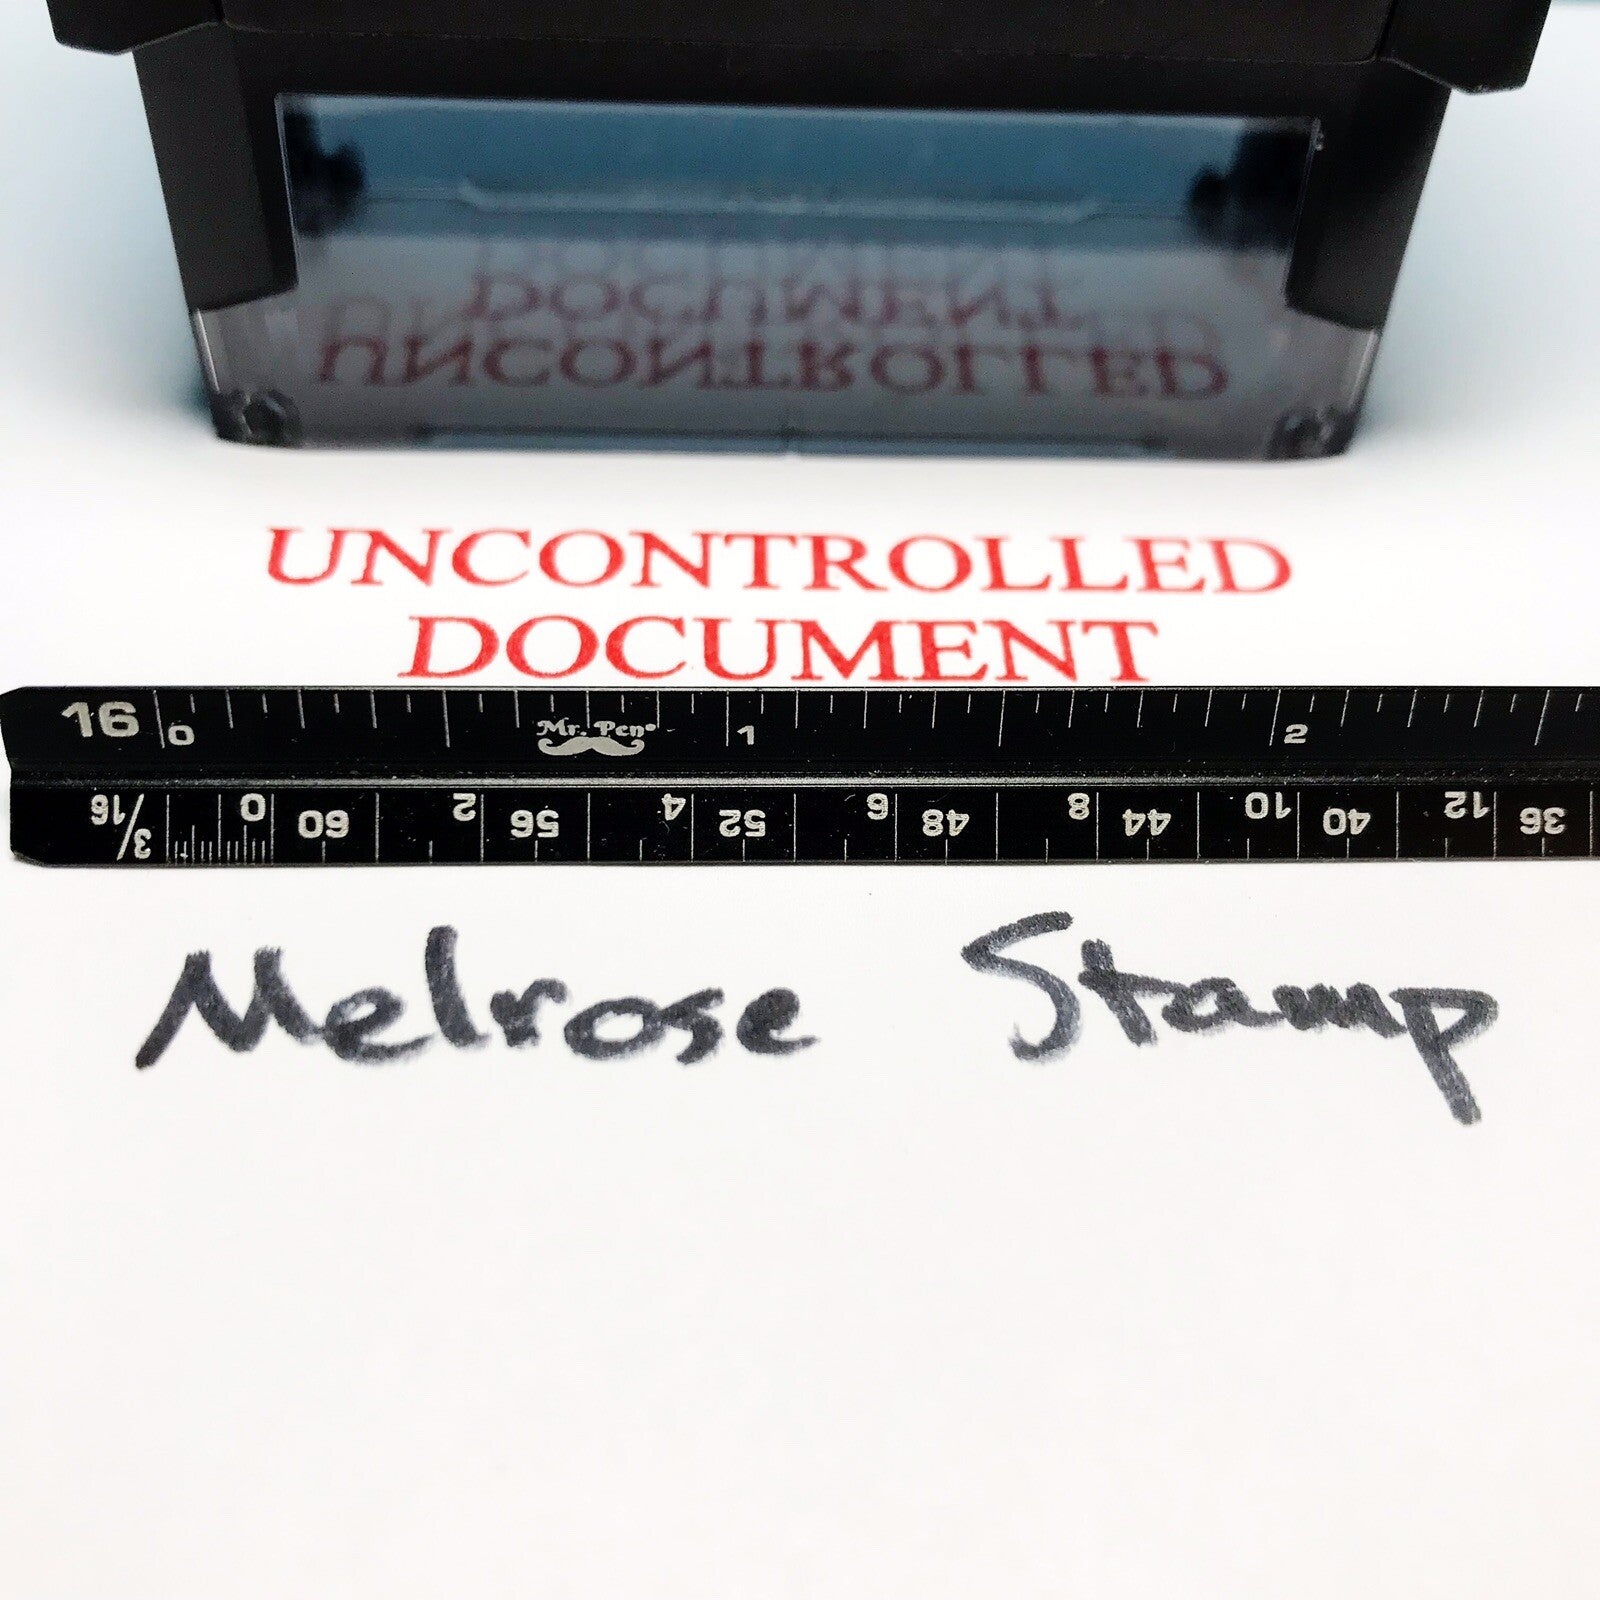 DOCUMENT
UNCONTROLLED
UNCONTROLLED
DOCUMENT
16 0 Mr. Pen® 1 2
3/16 0 60 2 56 4 52 6 48 8 44 10 40 12 36
Melrose Stamp